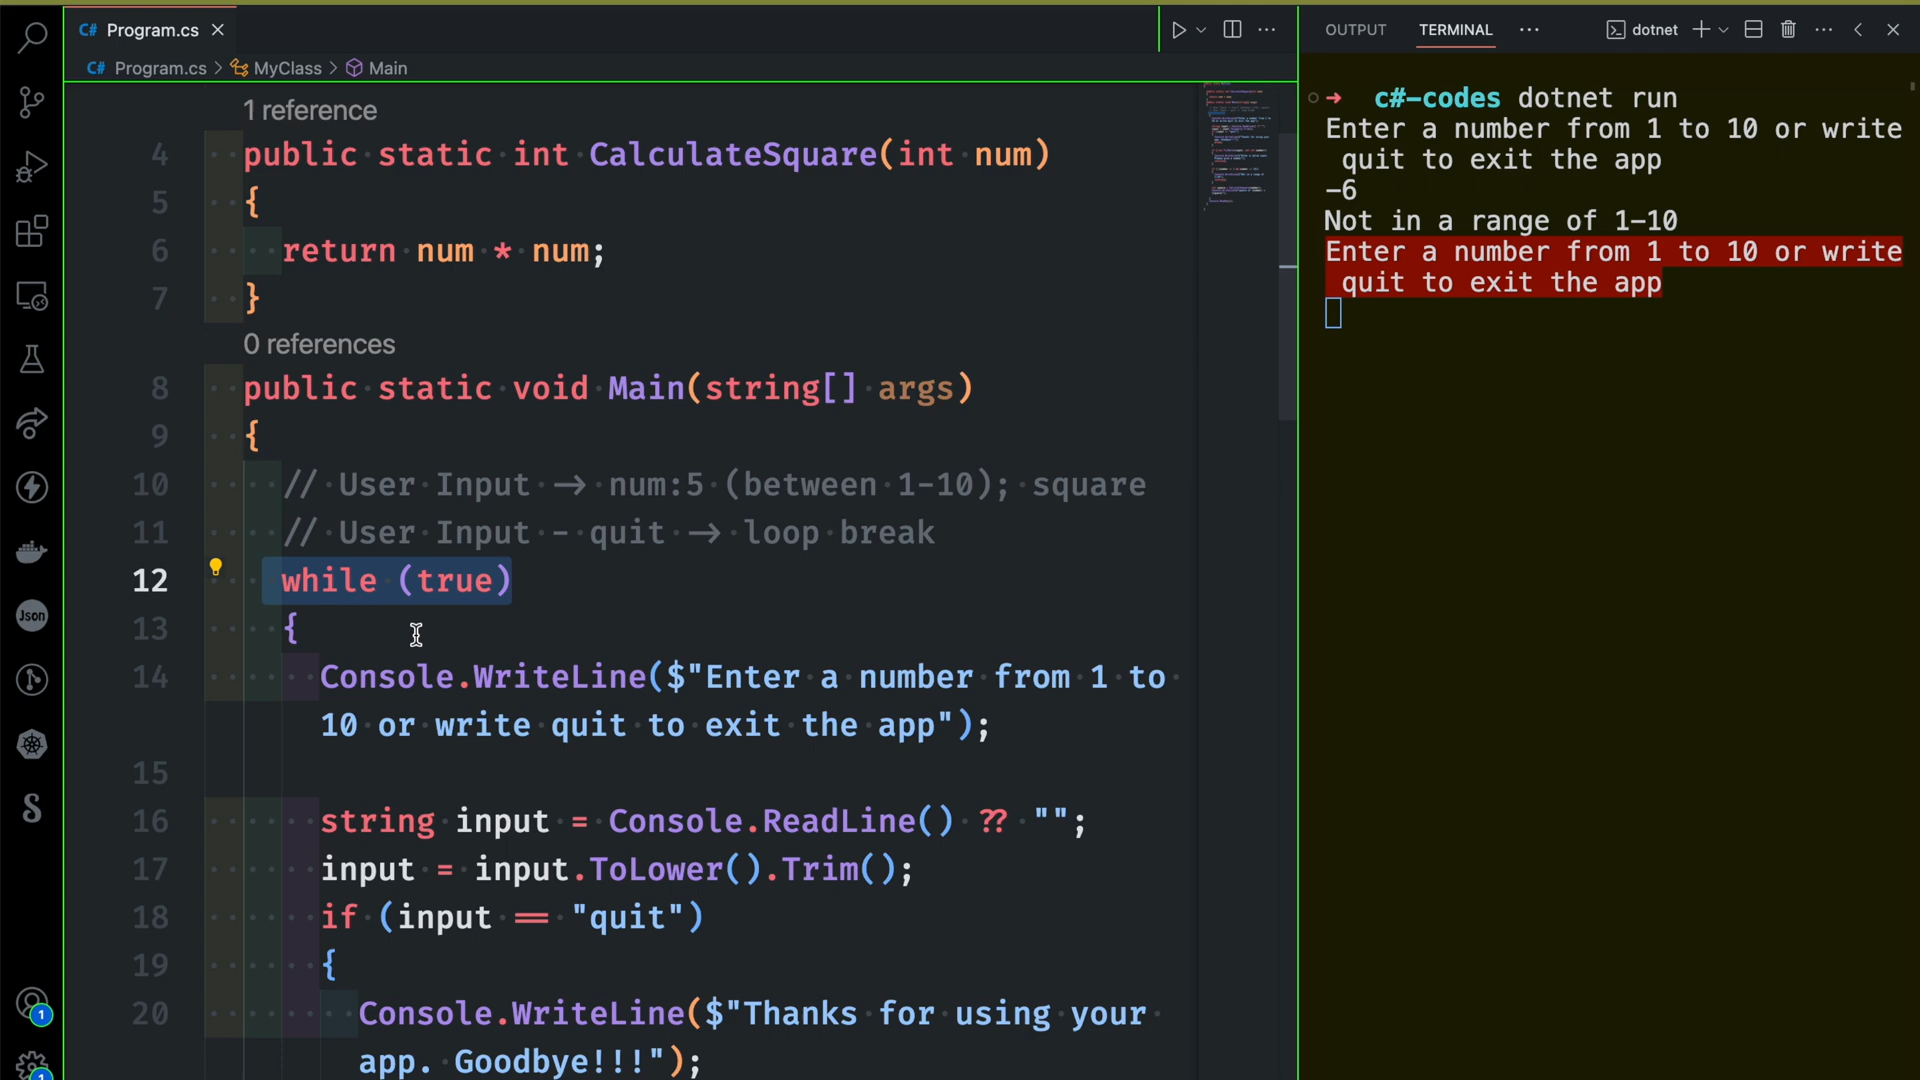 C# Program.cs
C# Program.cs > MyClass > Main
1 reference
4 public static int CalculateSquare(int num)
5 {
6 return num * num;
7 }
0 references
8 public static void Main(string[] args)
9 {
10 // User Input -> num:5 (between 1-10); square
11 // User Input - quit -> loop break
12 while (true)
13 {
14 Console.WriteLine($"Enter a number from 1 to
10 or write quit to exit the app");
15
16 string input = Console.ReadLine() ?? "";
17 input = input.ToLower().Trim();
18 if (input == "quit")
19 {
20 Console.WriteLine($"Thanks for using your
app. Goodbye!!!");
Json
1
1
OUTPUT TERMINAL dotnet
c#-codes dotnet run
Enter a number from 1 to 10 or write
quit to exit the app
-6
Not in a range of 1-10
Enter a number from 1 to 10 or write
quit to exit the app